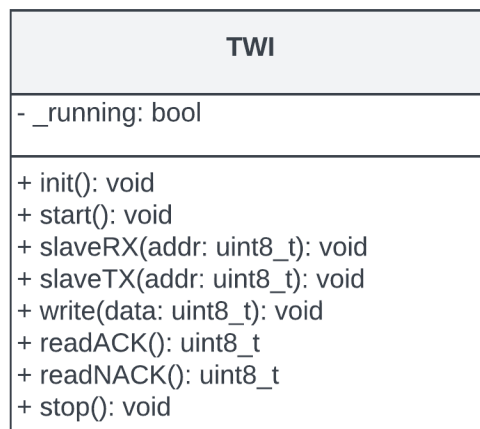 TWI
- _running: bool
+ init(): void
+ start(): void
+ slaveRX(addr: uint8_t): void
+ slaveTX(addr: uint8_t): void
+ write(data: uint8_t): void
+ readACK(): uint8_t
+ readNACK(): uint8_t
+ stop(): void